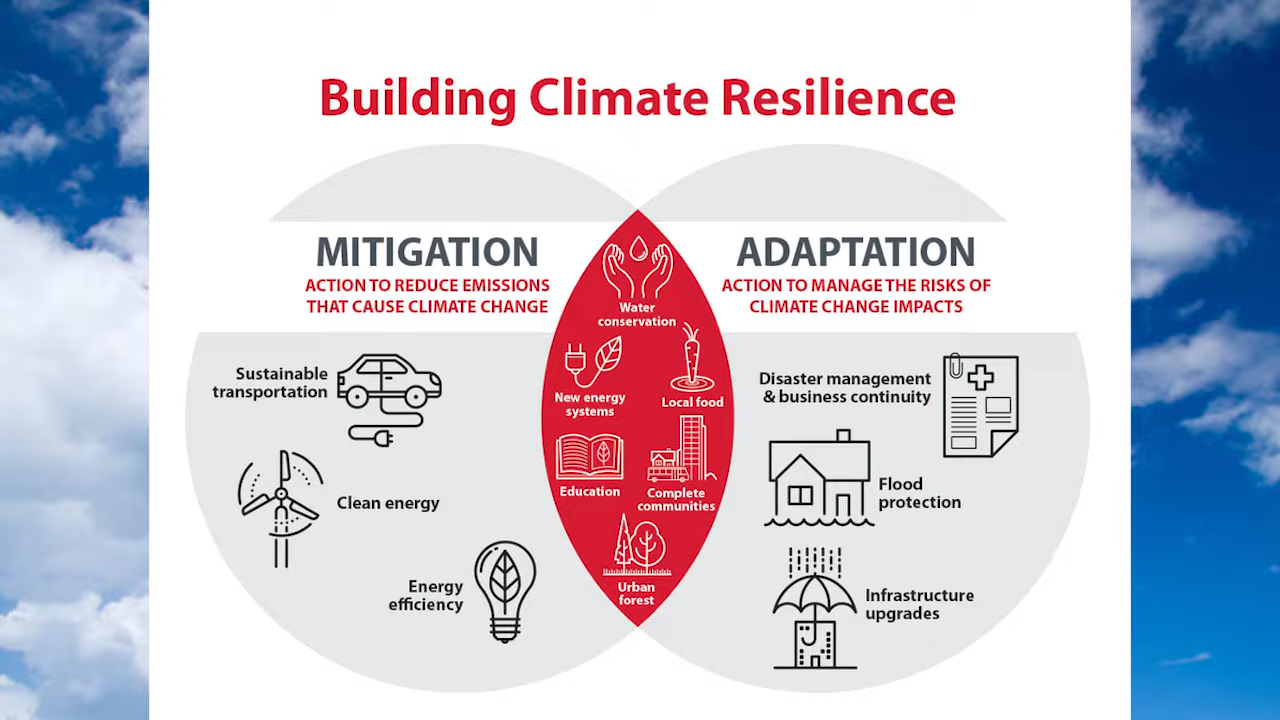 Building Climate Resilience
MITIGATION
ACTION TO REDUCE EMISSIONS
THAT CAUSE CLIMATE CHANGE
Sustainable
transportation
Clean energy
Energy
efficiency
Water
conservation
New energy
systems
Local food
Education
Complete
communities
Urban
forest
ADAPTATION
ACTION TO MANAGE THE RISKS OF
CLIMATE CHANGE IMPACTS
Disaster management
& business continuity
Flood
protection
Infrastructure
upgrades